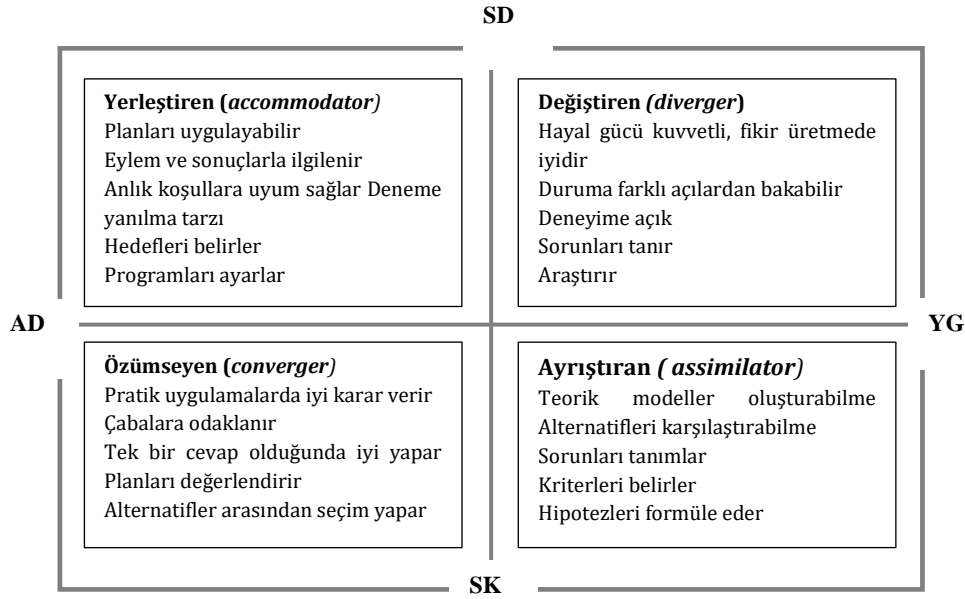 SD
Yerleştiren (accommodator)
Planları uygulayabilir
Eylem ve sonuçlarla ilgilenir
Anlık koşullara uyum sağlar Deneme
yanılma tarzı
Hedefleri belirler
Programları ayarlar
Değiştiren (diverger)
Hayal gücü kuvvetli, fikir üretmede
iyidir
Duruma farklı açılardan bakabilir
Deneyime açık
Sorunları tanır
Araştırır
AD
YG
Özümseyen (converger)
Pratik uygulamalarda iyi karar verir
Çabalara odaklanır
Tek bir cevap olduğunda iyi yapar
Planları değerlendirir
Alternatifler arasından seçim yapar
Ayrıştıran ( assimilator)
Teorik modeller oluşturabilme
Alternatifleri karşılaştırabilme
Sorunları tanımlar
Kriterleri belirler
Hipotezleri formüle eder
SK